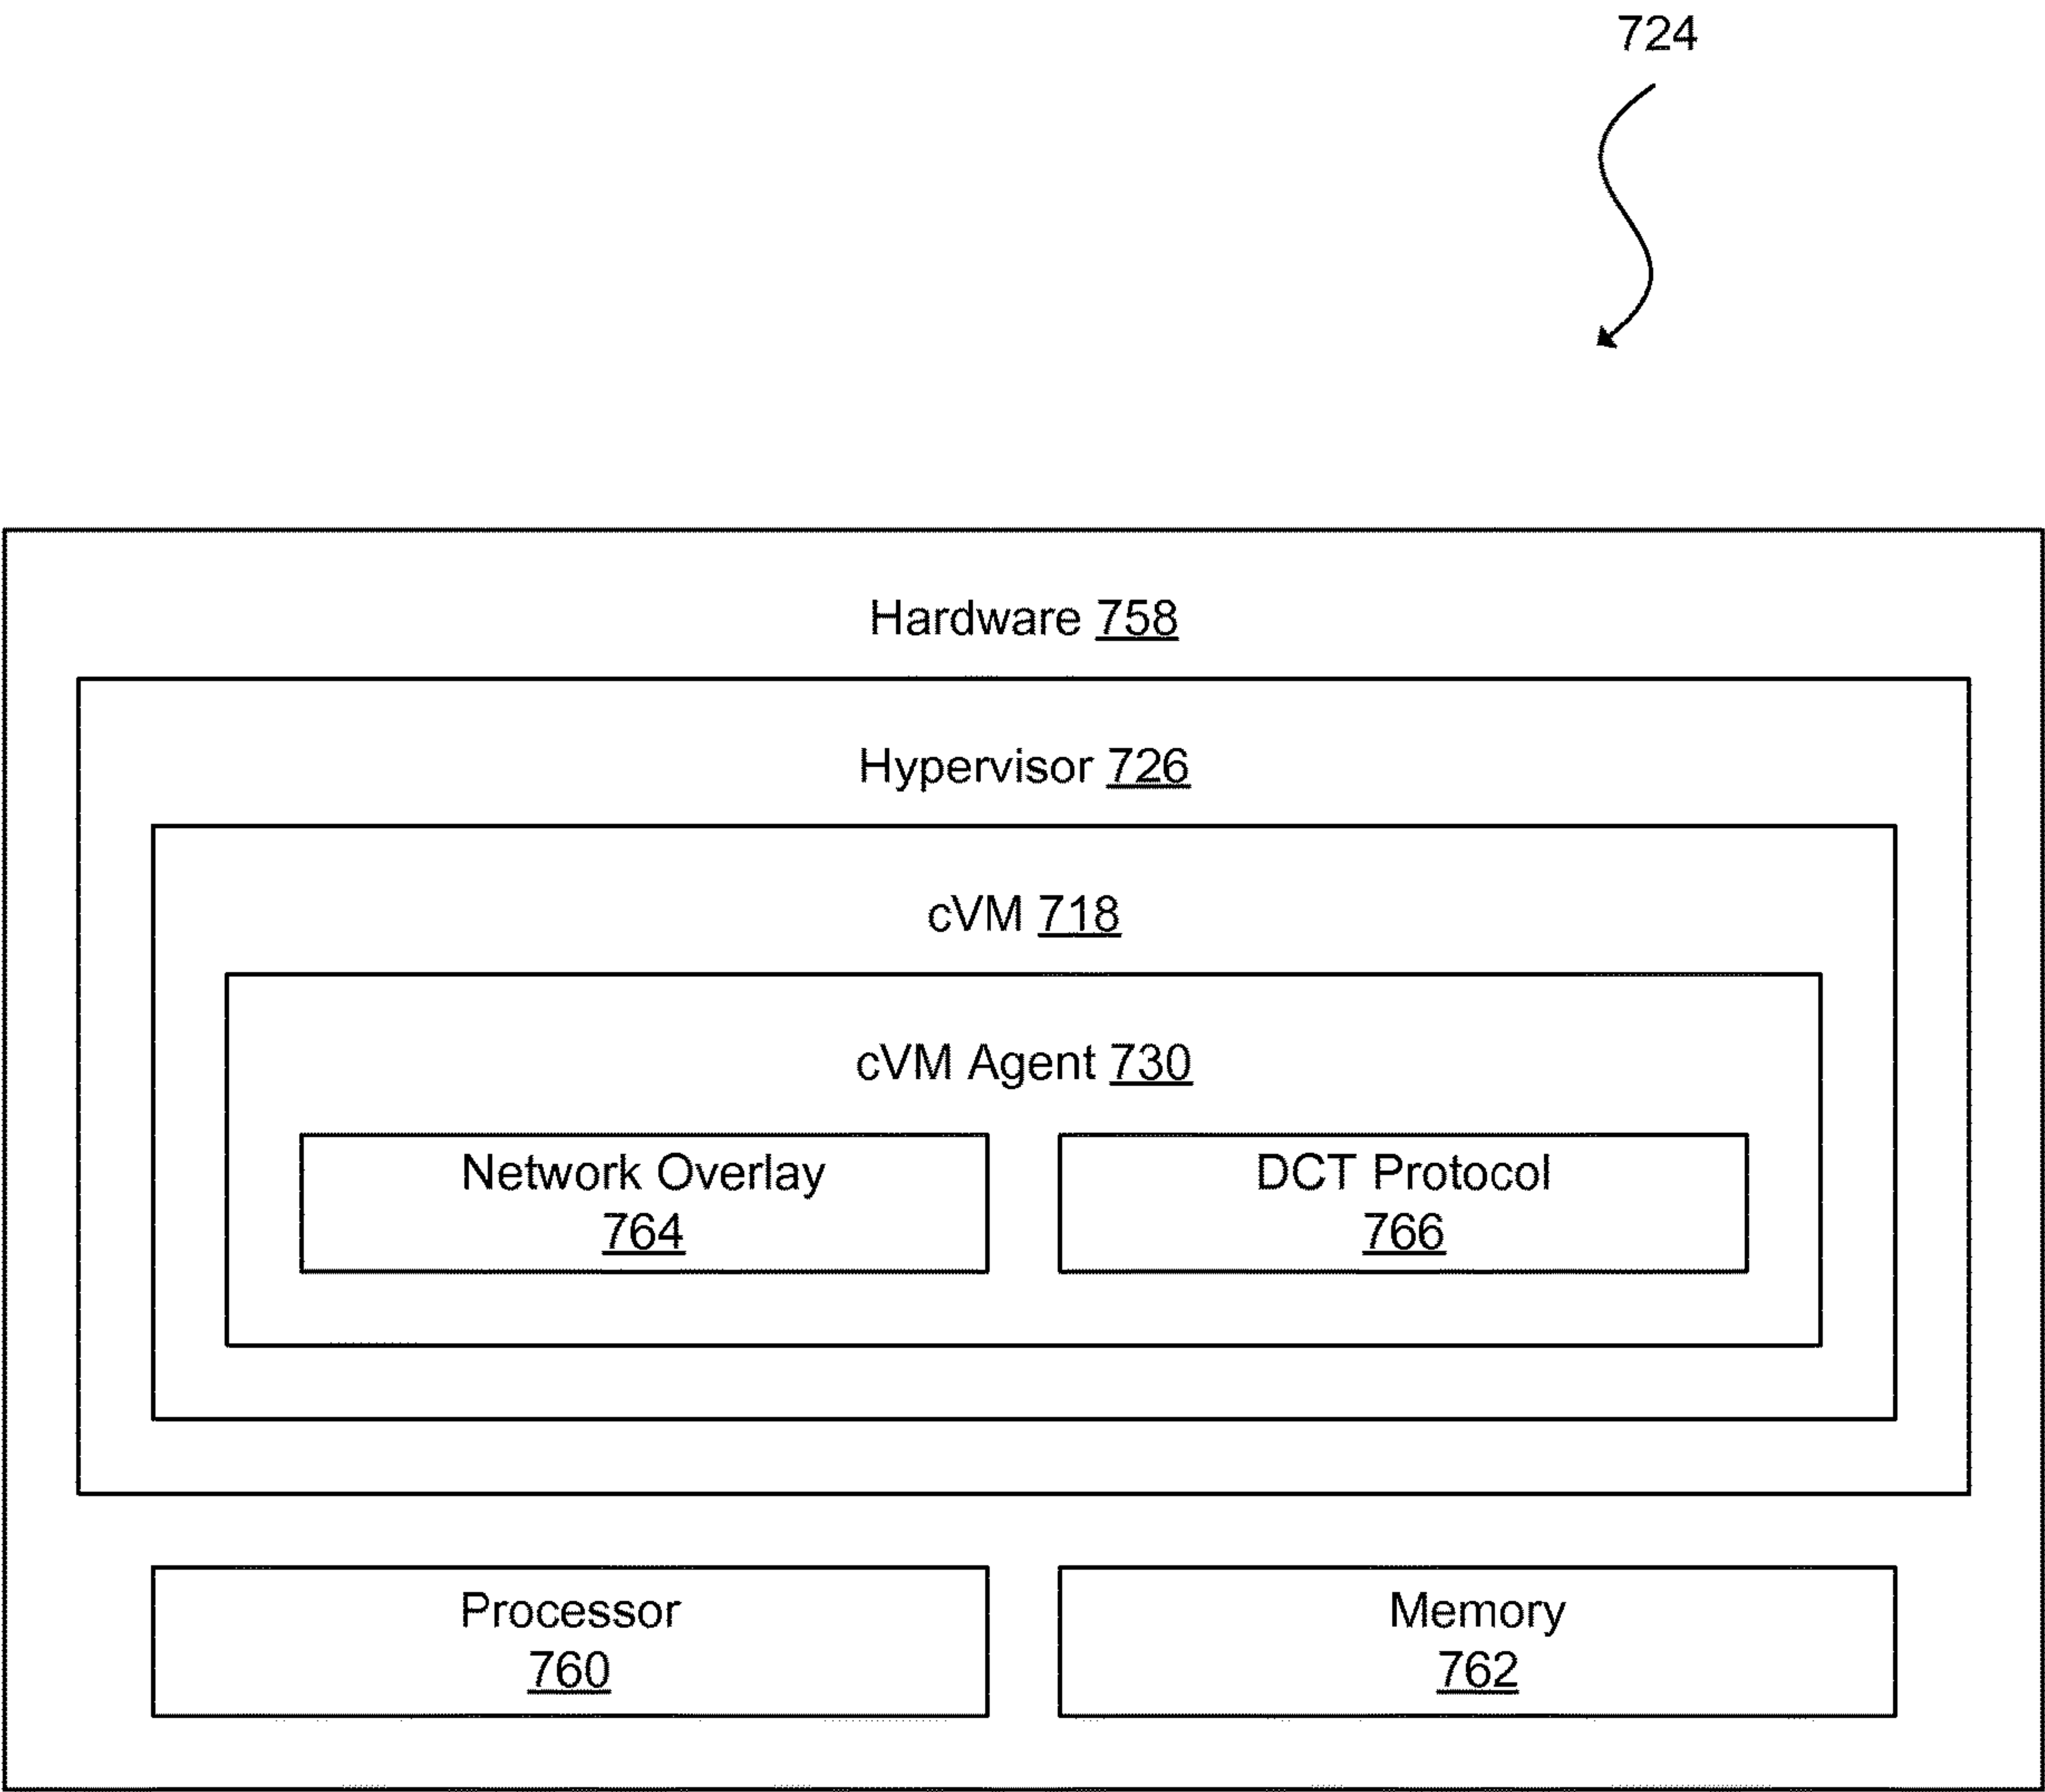 724
Hardware 758
Hypervisor 726
cVM 718
cVM Agent 730
Network Overlay
764
DCT Protocol
766
Processor
760
Memory
762